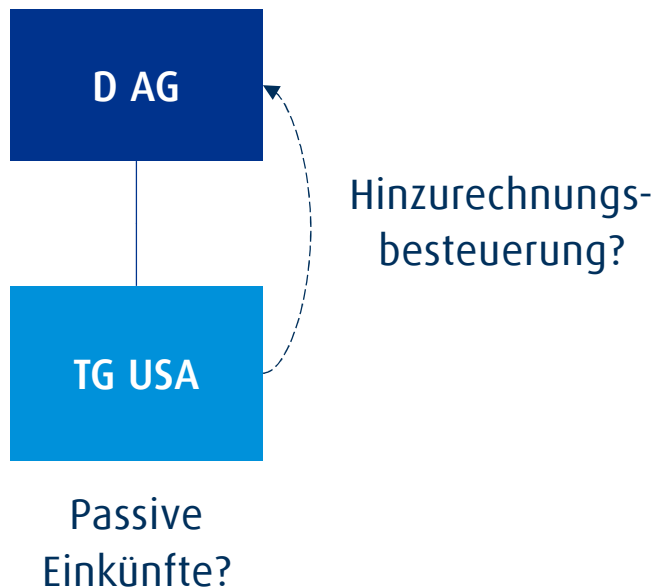 D AG
Hinzurechnungs-
besteuerung?
TG USA
Passive
Einkünfte?